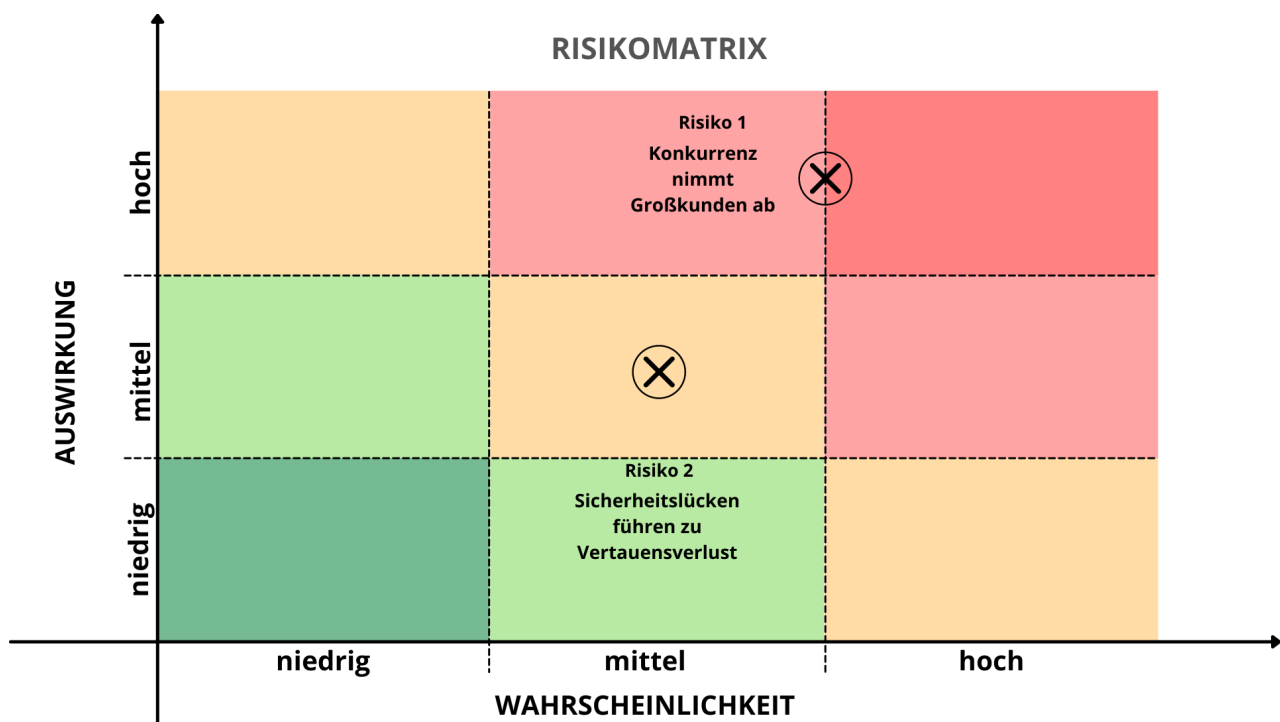 RISIKOMATRIX
Risiko 1
Konkurrenz
nimmt
Großkunden ab
hoch
AUSWIRKUNG
mittel
Risiko 2
Sicherheitslücken
führen zu
Vertauensverlust
niedrig
niedrig
mittel
hoch
WAHRSCHEINLICHKEIT